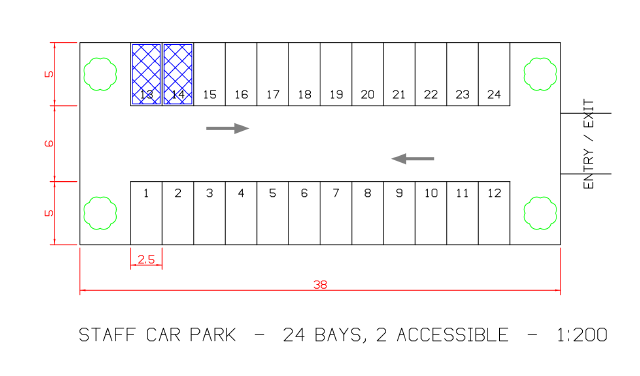 5
13 14 15 16 17 18 19 20 21 22 23 24
6
ENTRY / EXIT
5
1 2 3 4 5 6 7 8 9 10 11 12
2.5
38
STAFF CAR PARK - 24 BAYS, 2 ACCESSIBLE - 1:200